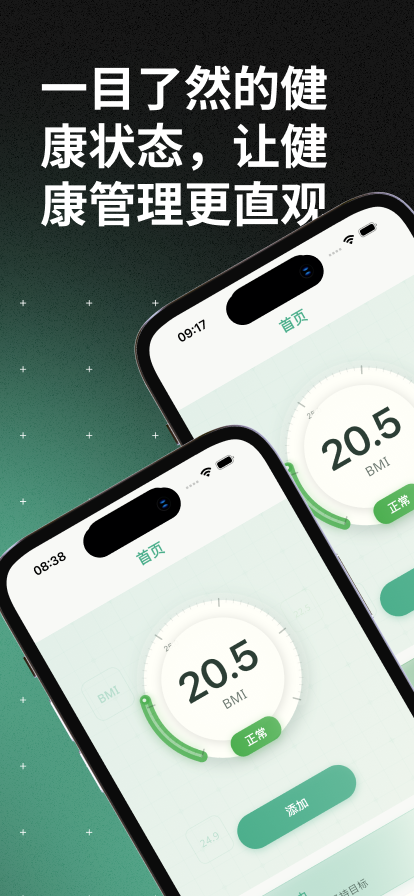 一目了然的健
康状态，让健
康管理更直观
09:17
首页
20.5
BMI
正常
08:38
首页
BMI
20.5
BMI
正常
添加
24.9